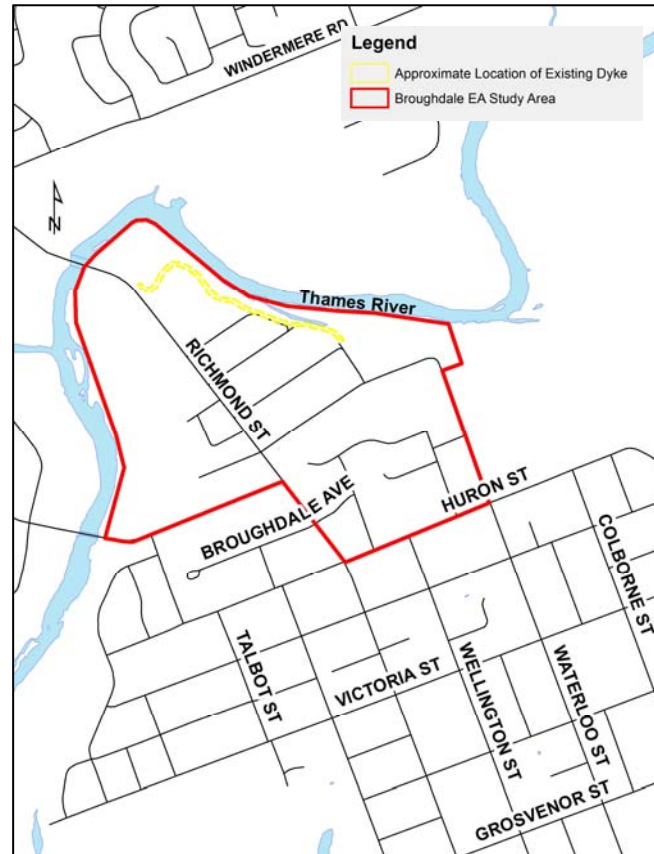 WINDERMERE RD
Legend
Approximate Location of Existing Dyke
Broughdale EA Study Area
N
Thames River
RICHMOND ST
BROUGHDALE AVE
HURON ST
COLBORNE ST
TALBOT ST
VICTORIA ST
WELLINGTON ST
WATERLOO ST
GROSVENOR ST